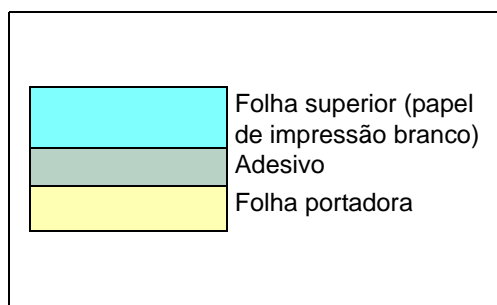 Folha superior (papel
de impressão branco)
Adesivo
Folha portadora